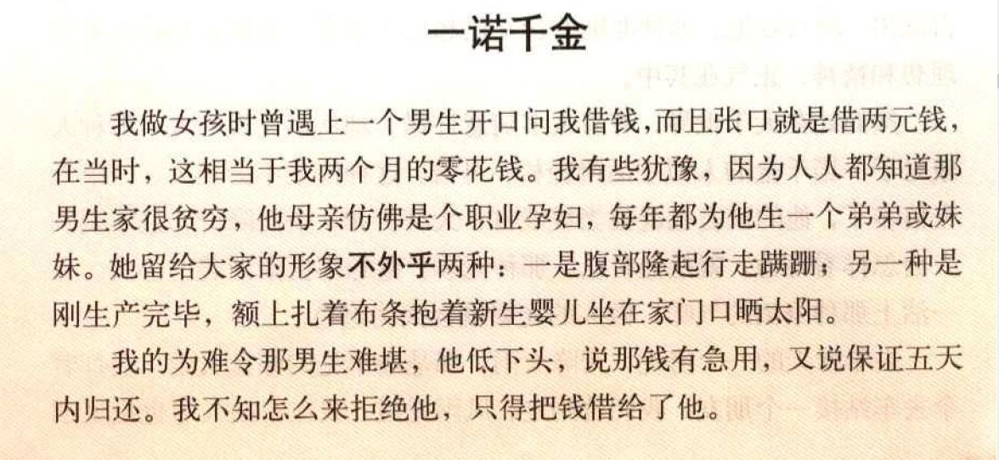 一诺千金
我做女孩时曾遇上一个男生开口问我借钱，而且张口就是借两元钱，
在当时，这相当于我两个月的零花钱。我有些犹豫，因为人人都知道那
男生家很贫穷，他母亲仿佛是个职业孕妇，每年都为他生一个弟弟或妹
妹。她留给大家的形象不外乎两种：一是腹部隆起行走蹒跚；另一种是
刚生产完毕，额上扎着布条抱着新生婴儿坐在家门口晒太阳。
我的为难令那男生难堪，他低下头，说那钱有急用，又说保证五天
内归还。我不知怎么来拒绝他，只得把钱借给了他。